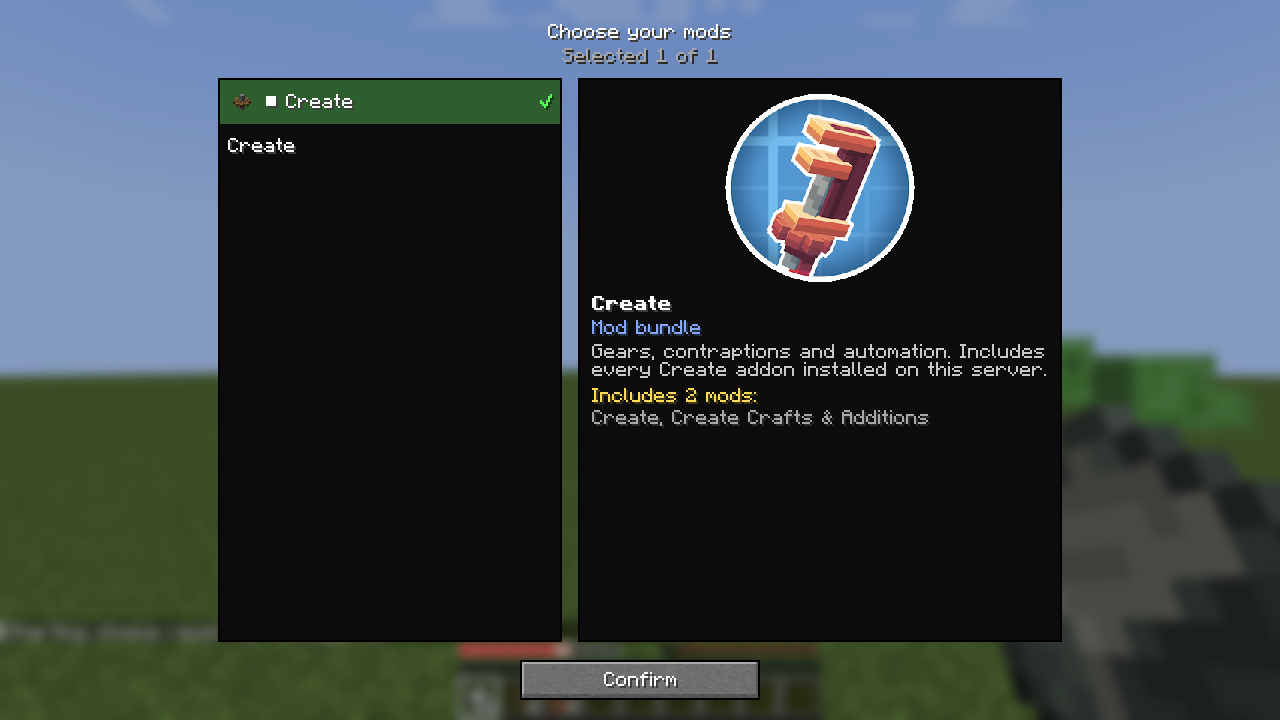 Choose your mods
Selected 1 of 1
Create
Create
Create
Mod bundle
Gears, contraptions and automation. Includes
every Create addon installed on this server.
Includes 2 mods:
Create, Create Crafts & Additions
Confirm